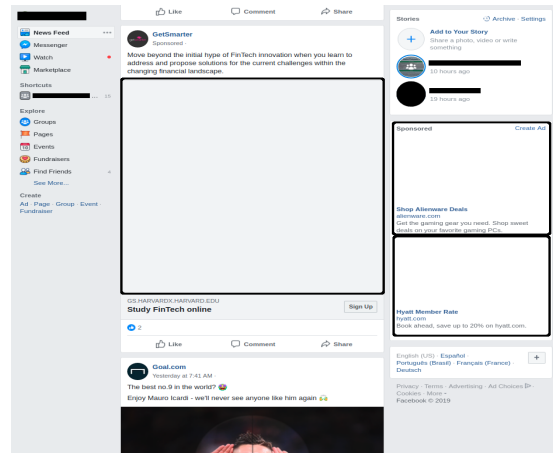 Like Comment Share
News Feed
Messenger
Watch
Marketplace
Shortcuts
... 15
Explore
Groups
Pages
Events
Fundraisers
Find Friends 4
See More...
Create
Ad · Page · Group · Event ·
Fundraiser
GetSmarter
Sponsored ·
Move beyond the initial hype of FinTech innovation when you learn to
address and propose solutions for the current challenges within the
changing financial landscape.
GS.HARVARDX.HARVARD.EDU
Study FinTech online
Sign Up
2
Like Comment Share
Goal.com
Yesterday at 7:41 AM
The best no.9 in the world?
Enjoy Mauro Icardi - we'll never see anyone like him again
Stories Archive · Settings
Add to Your Story
Share a photo, video or write
something
10 hours ago
19 hours ago
Sponsored Create Ad
Shop Alienware Deals
alienware.com
Get the gaming gear you need. Shop sweet
deals on your favorite gaming PCs.
Hyatt Member Rate
hyatt.com
Book ahead, save up to 20% on hyatt.com.
English (US) · Español ·
Português (Brasil) · Français (France) ·
Deutsch
Privacy · Terms · Advertising · Ad Choices ·
Cookies · More
Facebook © 2019